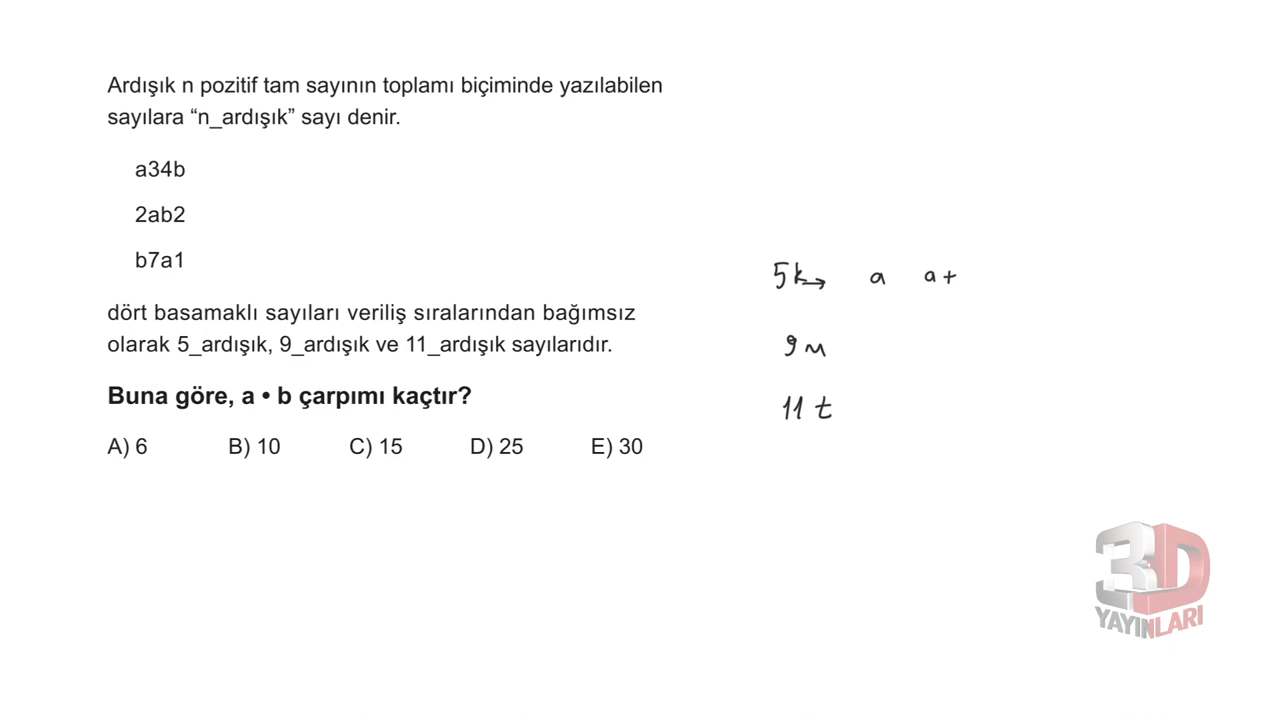 Ardışık n pozitif tam sayının toplamı biçiminde yazılabilen
sayılara “n_ardışık” sayı denir.
a34b
2ab2
b7a1
dört basamaklı sayıları veriliş sıralarından bağımsız
olarak 5_ardışık, 9_ardışık ve 11_ardışık sayılarıdır.
Buna göre, a • b çarpımı kaçtır?
A) 6 B) 10 C) 15 D) 25 E) 30
5k→ a a+
9m
11t
3D
YAYINLARI